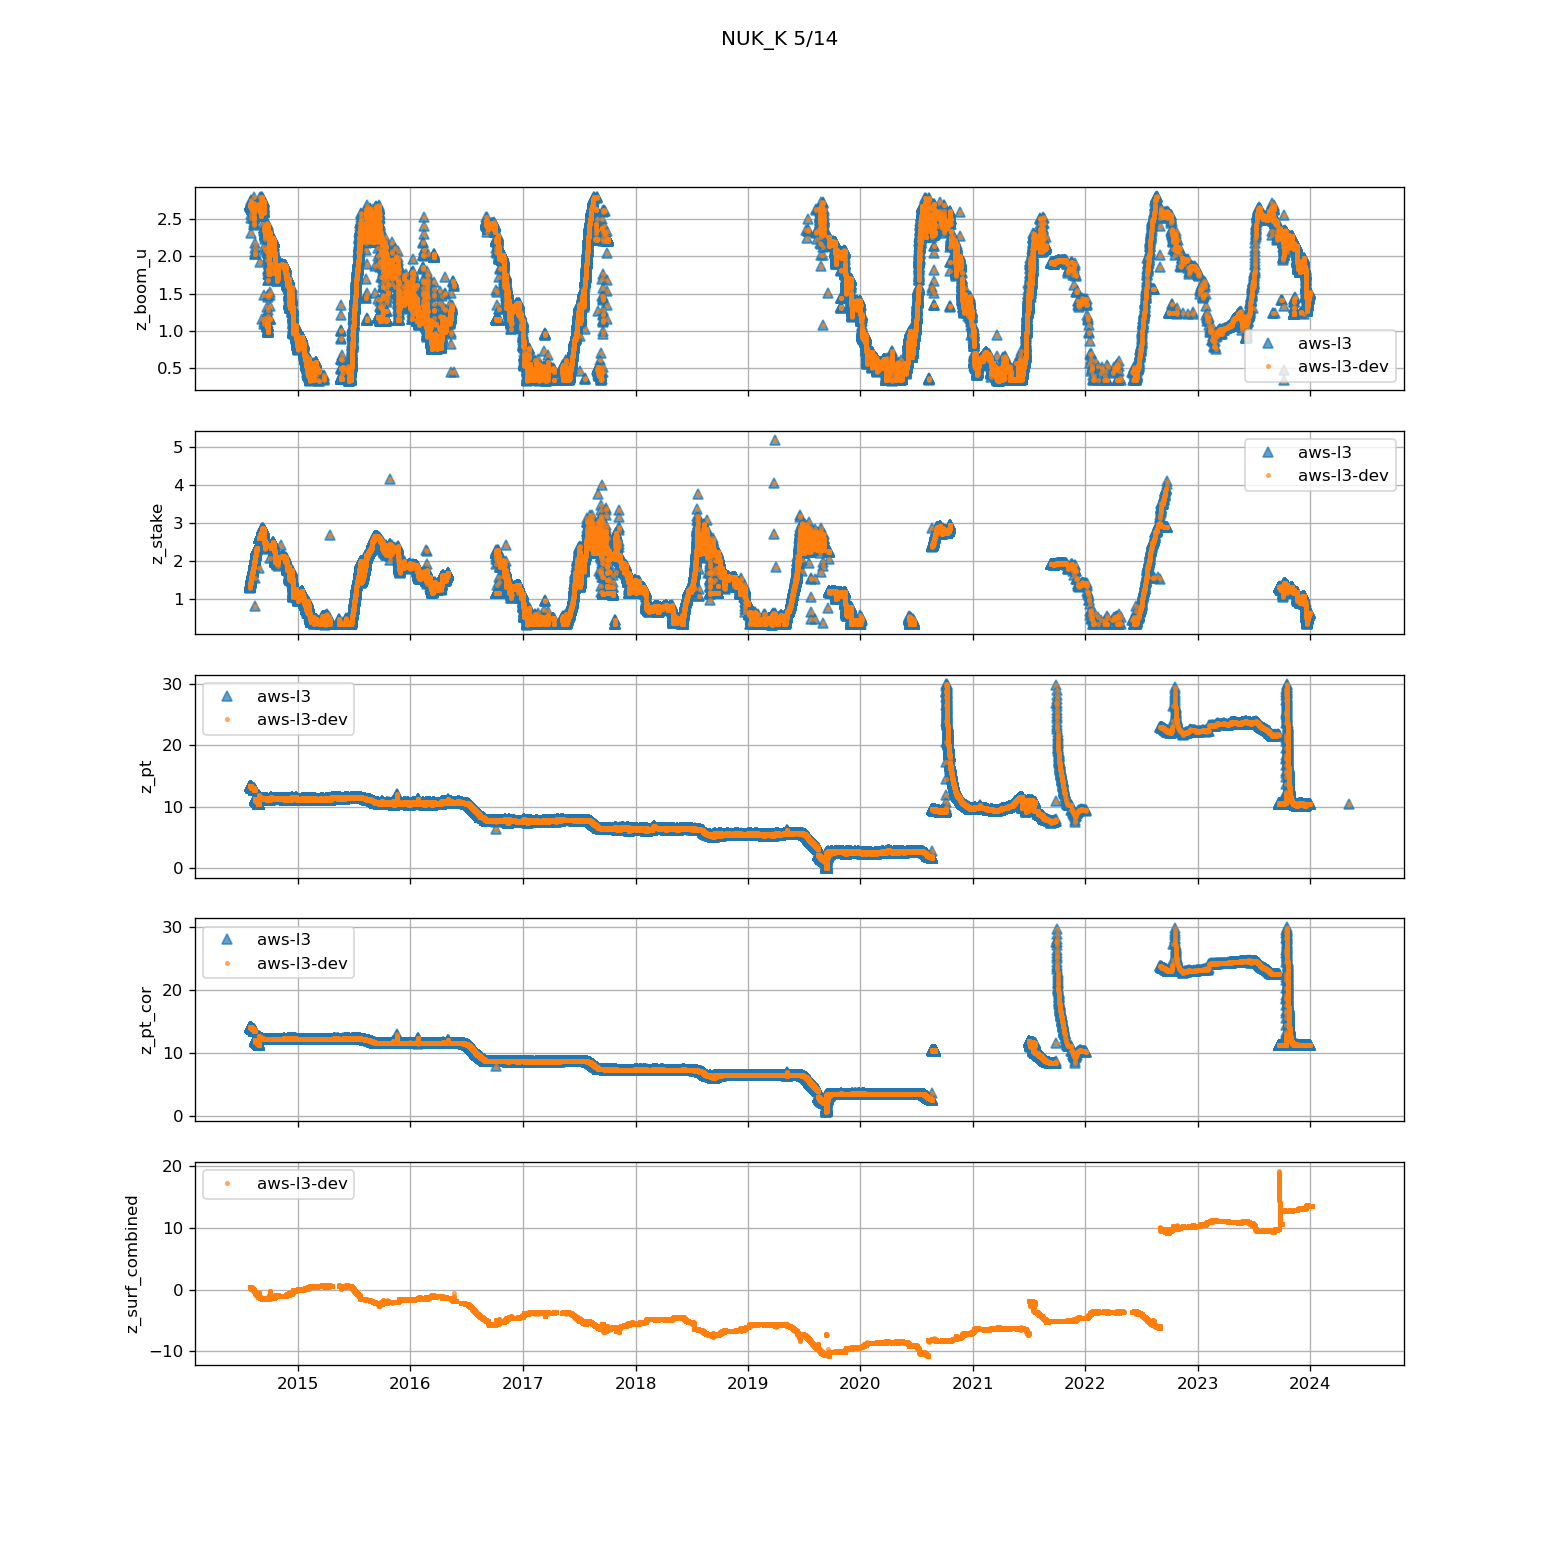 NUK_K 5/14
z_boom_u
2.5
2.0
1.5
1.0
0.5
aws-l3
aws-l3-dev
z_stake
5
4
3
2
1
aws-l3
aws-l3-dev
z_pt
30
20
10
0
aws-l3
aws-l3-dev
z_pt_cor
30
20
10
0
aws-l3
aws-l3-dev
z_surf_combined
20
10
0
−10
aws-l3-dev
2015 2016 2017 2018 2019 2020 2021 2022 2023 2024